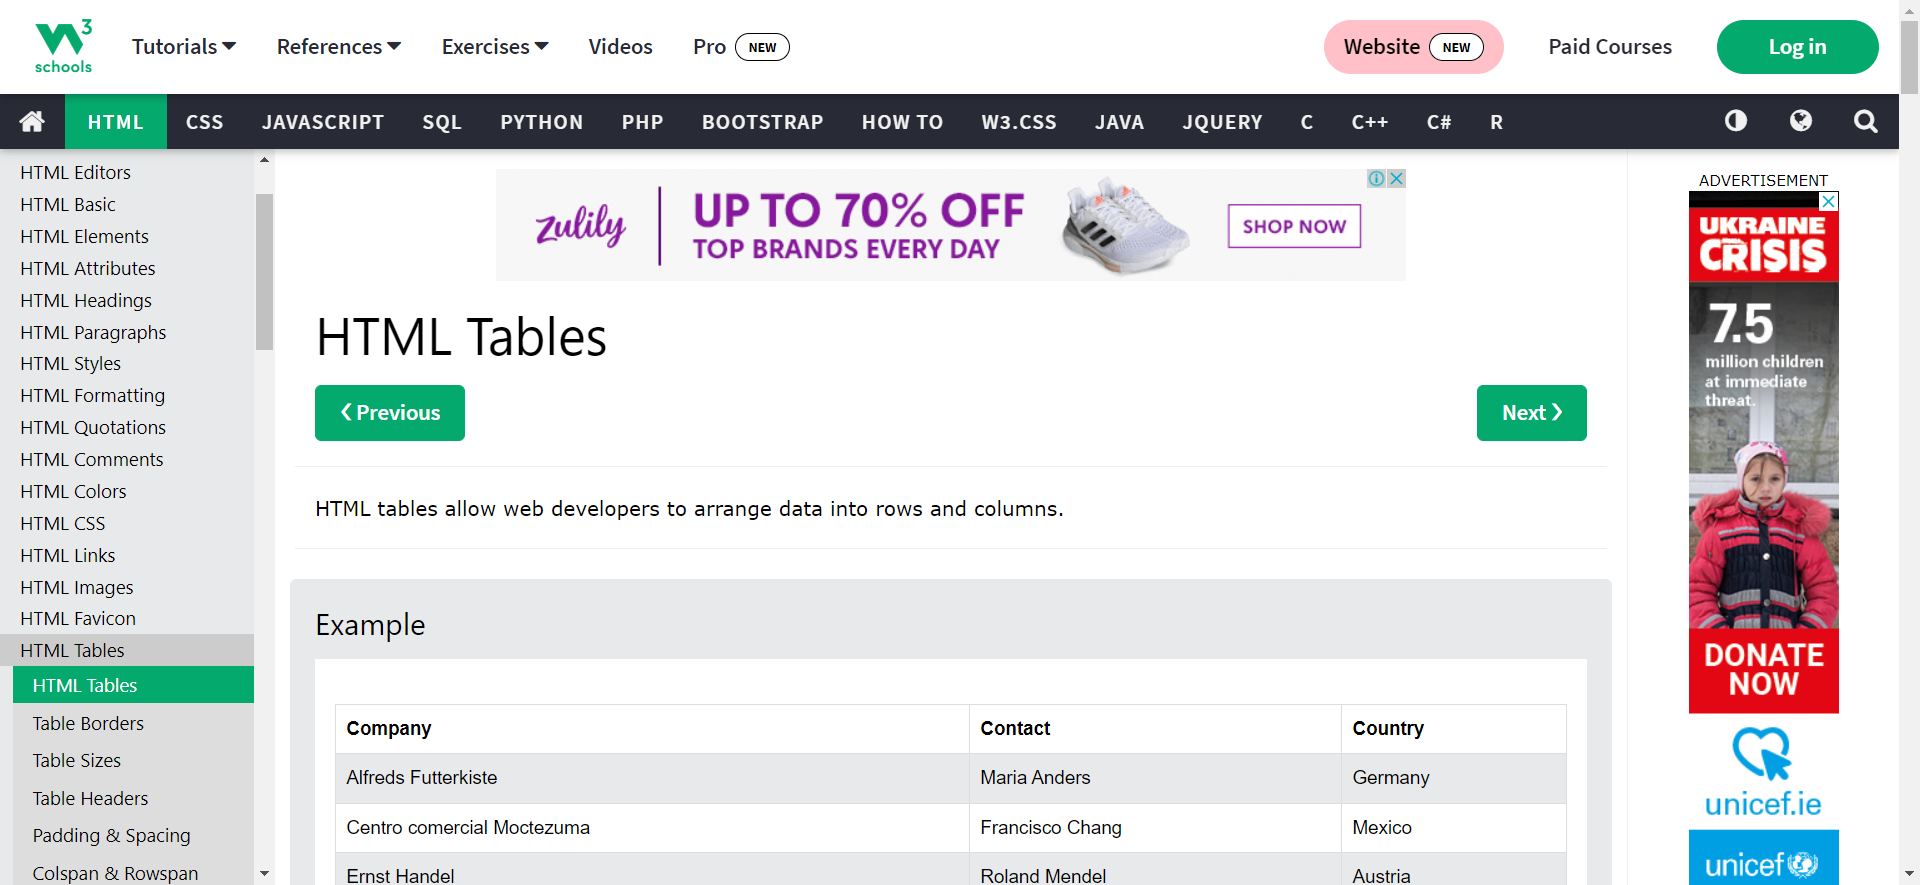 W3 schools
Tutorials References Exercises Videos Pro NEW Website NEW Paid Courses Log in
HTML CSS JAVASCRIPT SQL PYTHON PHP BOOTSTRAP HOW TO W3.CSS JAVA JQUERY C C++ C# R
HTML Editors
HTML Basic
HTML Elements
HTML Attributes
HTML Headings
HTML Paragraphs
HTML Styles
HTML Formatting
HTML Quotations
HTML Comments
HTML Colors
HTML CSS
HTML Links
HTML Images
HTML Favicon
HTML Tables
HTML Tables
Table Borders
Table Sizes
Table Headers
Padding & Spacing
Colspan & Rowspan
zulily
UP TO 70% OFF
TOP BRANDS EVERY DAY
SHOP NOW
HTML Tables
❮ Previous
Next ❯
HTML tables allow web developers to arrange data into rows and columns.
Example
Company Contact Country
Alfreds Futterkiste Maria Anders Germany
Centro comercial Moctezuma Francisco Chang Mexico
Ernst Handel Roland Mendel Austria
ADVERTISEMENT
UKRAINE
CRISIS
7.5
million children
at immediate
threat.
DONATE
NOW
unicef.ie
unicef